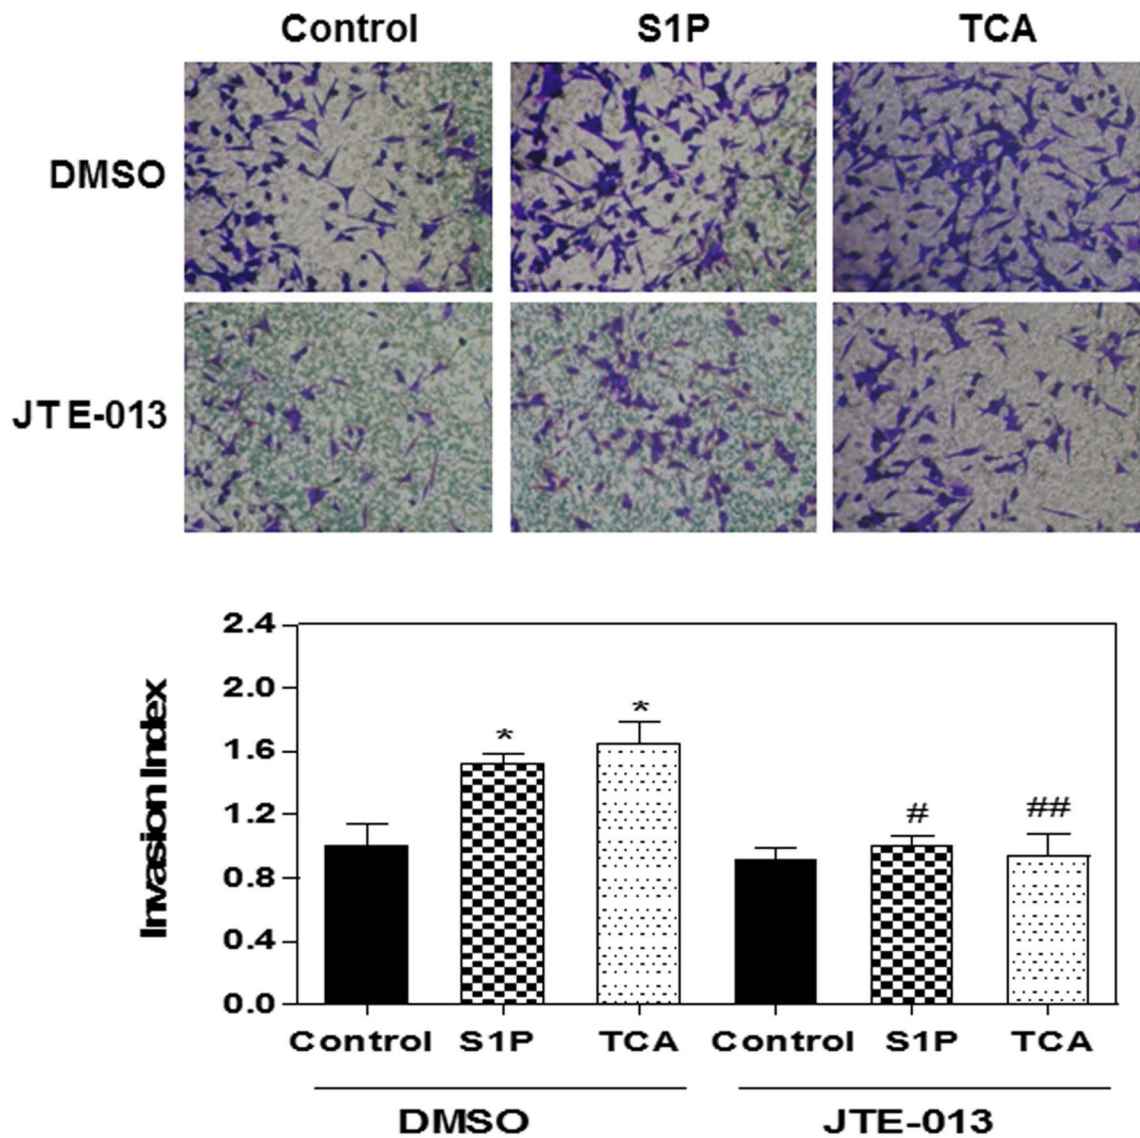 Control S1P TCA
DMSO
JTE-013
2.4
2.0
1.6
1.2
0.8
0.4
0.0
Invasion Index
*
*
#
##
Control S1P TCA Control S1P TCA
DMSO JTE-013